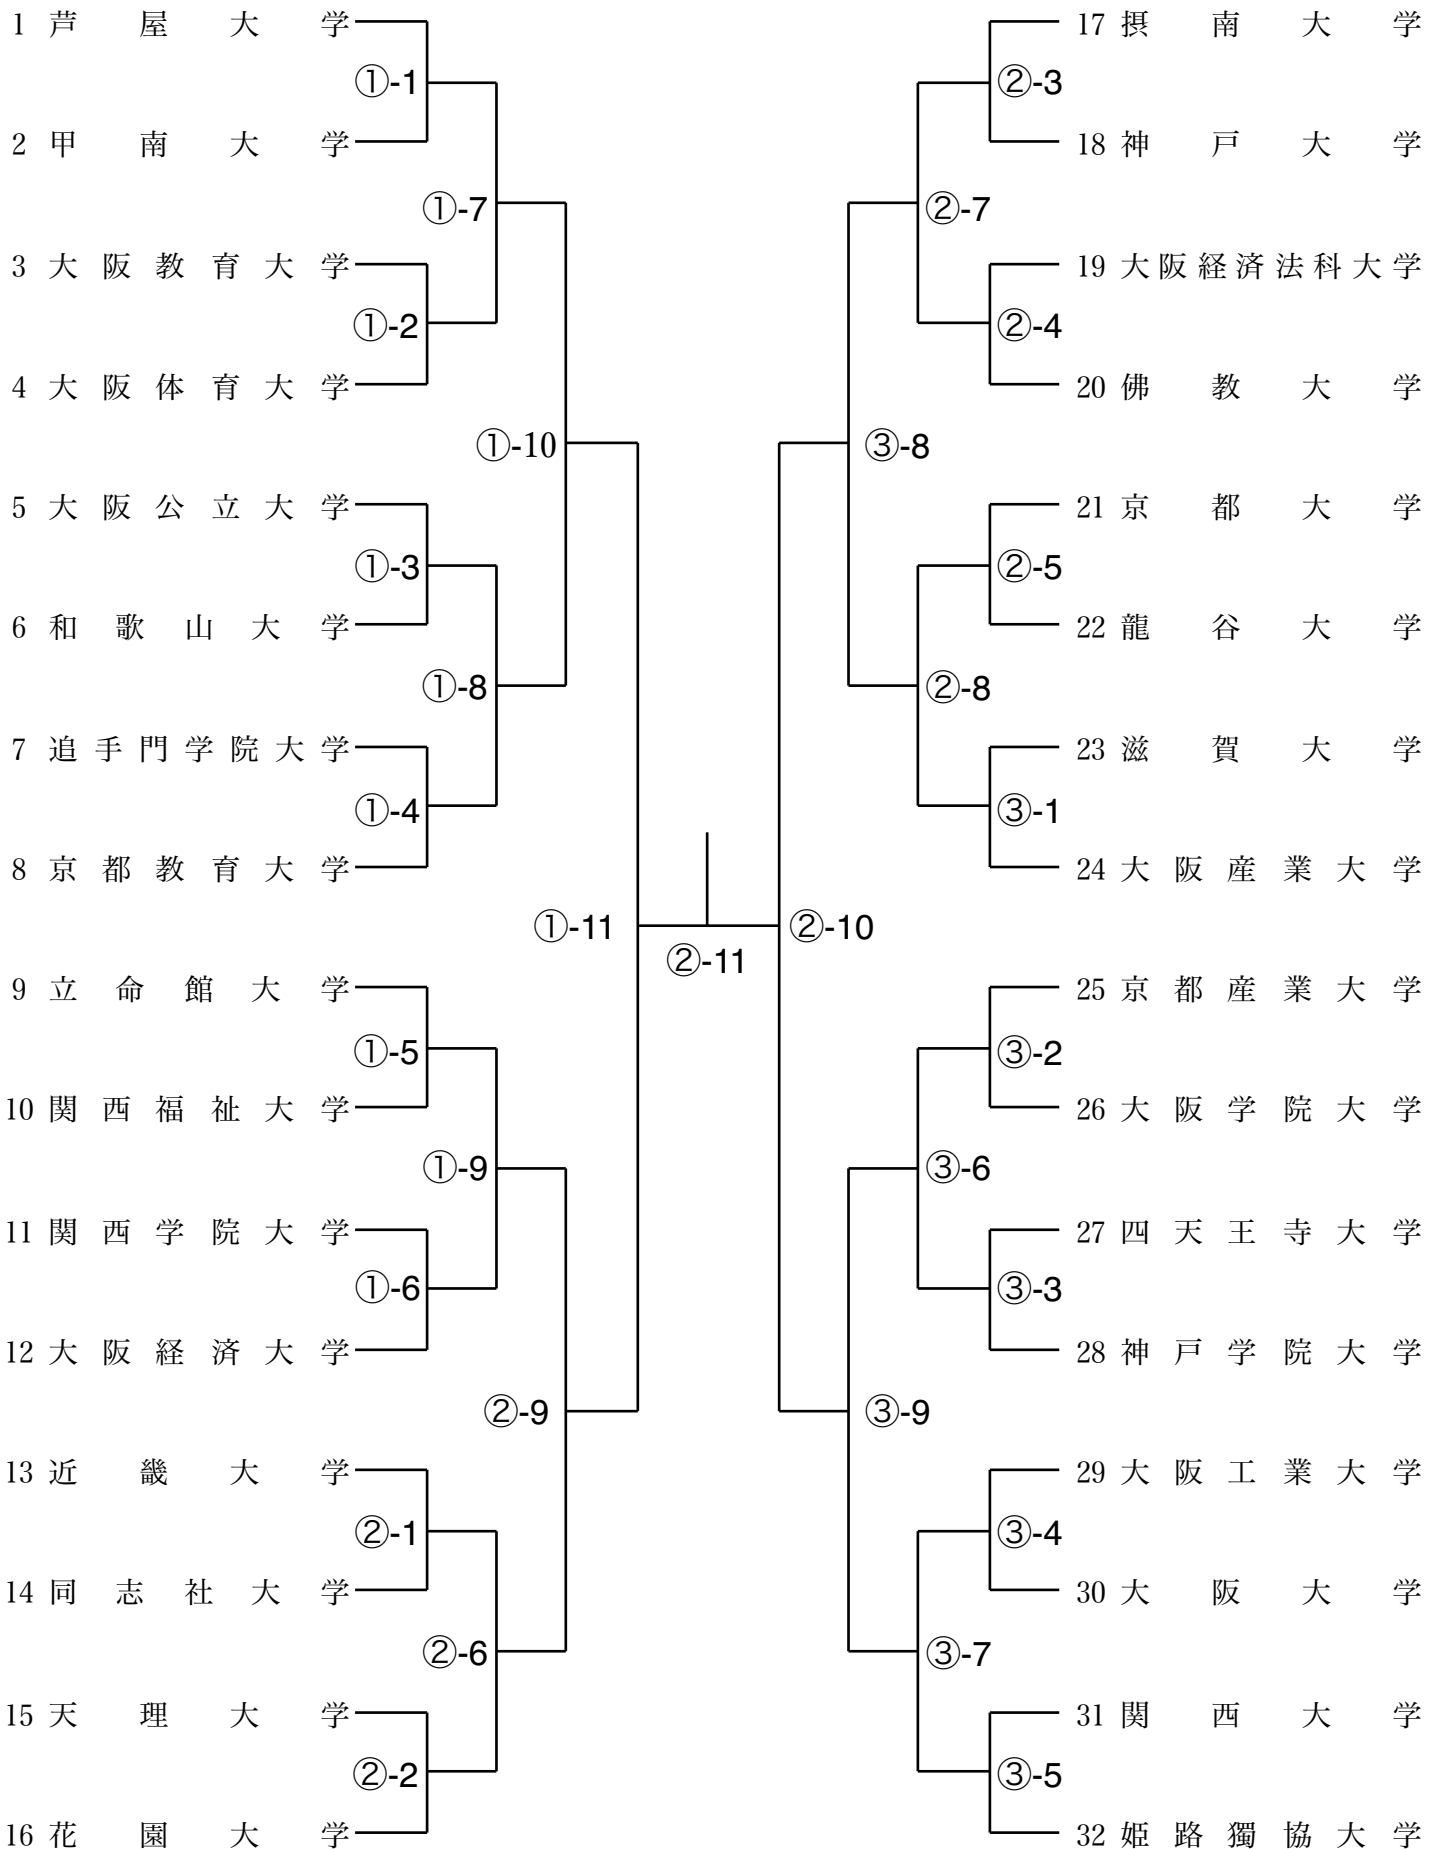 1 芦屋大学
①-1
2 甲南大学
①-7
3 大阪教育大学
①-2
4 大阪体育大学
①-10
5 大阪公立大学
①-3
6 和歌山大学
①-8
7 追手門学院大学
①-4
8 京都教育大学
①-11
9 立命館大学
①-5
10 関西福祉大学
①-9
11 関西学院大学
①-6
12 大阪経済大学
②-9
13 近畿大学
②-1
14 同志社大学
②-6
15 天理大学
②-2
16 花園大学
②-11
17 摂南大学
②-3
18 神戸大学
②-7
19 大阪経済法科大学
②-4
20 佛教大学
③-8
21 京都大学
②-5
22 龍谷大学
②-8
23 滋賀大学
③-1
24 大阪産業大学
②-10
25 京都産業大学
③-2
26 大阪学院大学
③-6
27 四天王寺大学
③-3
28 神戸学院大学
③-9
29 大阪工業大学
③-4
30 大阪大学
③-7
31 関西大学
③-5
32 姫路獨協大学